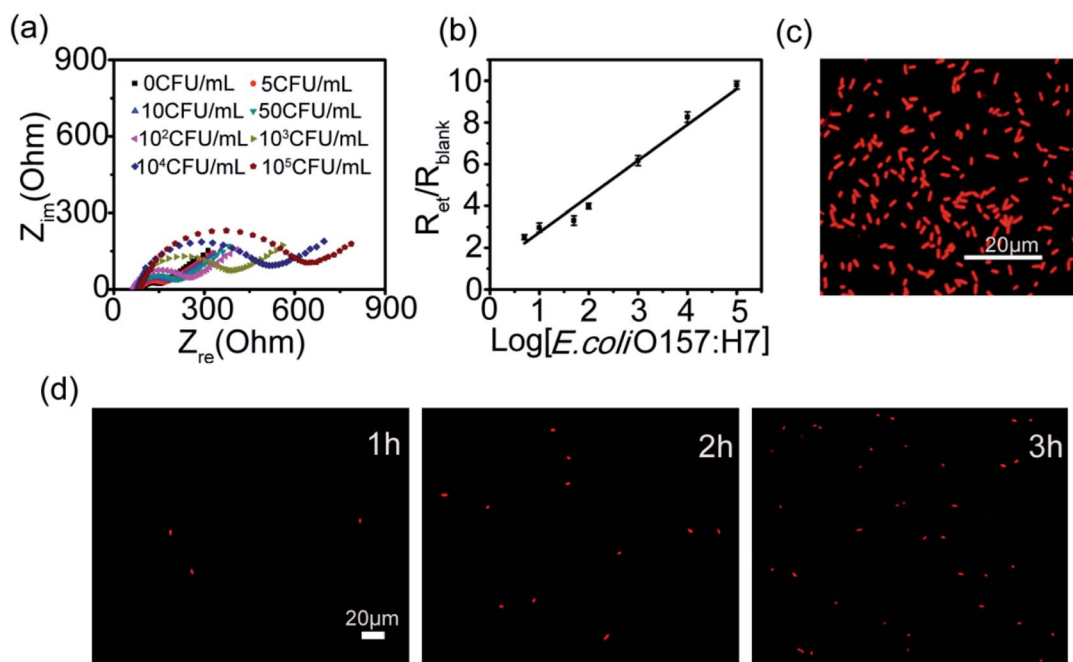 (a)
900
600
300
0
Z_im(Ohm)
0CFU/mL 5CFU/mL
10CFU/mL 50CFU/mL
10²CFU/mL 10³CFU/mL
10⁴CFU/mL 10⁵CFU/mL
0 300 600 900
Z_re(Ohm)
(b)
10
8
6
4
2
0
R_et/R_blank
0 1 2 3 4 5
Log[E.coliO157:H7]
(c)
20μm
(d)
1h
20μm
2h
3h